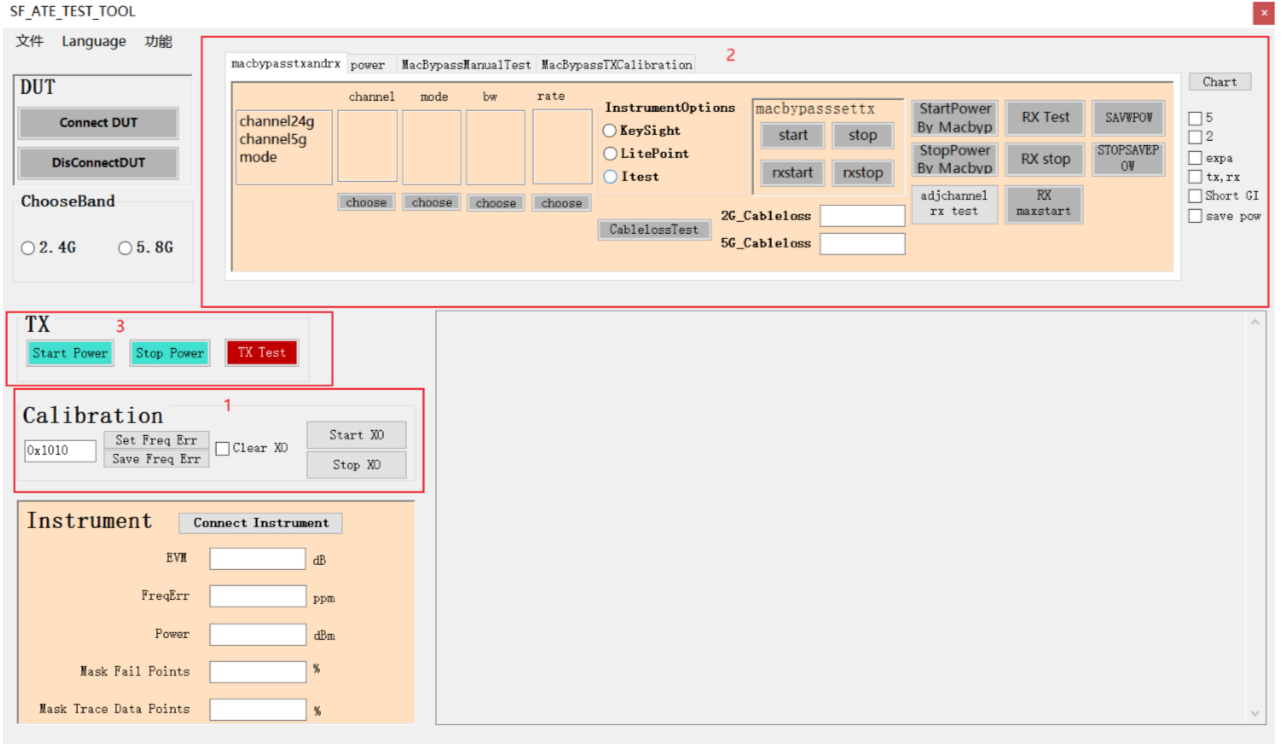 SF_ATE_TEST_TOOL
×
文件 Language 功能
2
macbypasstxandrx power MacBypassManualTest MacBypassTXCalibration
DUT
Connect DUT
DisConnectDUT
ChooseBand
2.4G 5.8G
channel mode bw rate
channel24g
channel5g
mode
choose choose choose choose
InstrumentOptions
KeySight
LitePoint
Itest
CablelossTest
macbypasssettx
start stop
rxstart rxstop
2G_Cableloss
5G_Cableloss
StartPower
By Macbyp
RX Test
SAVWPOW
StopPower
By Macbyp
RX stop
STOPSAVEP
OW
adjchannel
rx test
RX
maxstart
Chart
5
2
expa
tx,rx
Short GI
save pow
TX
3
Start Power Stop Power TX Test
Calibration
1
0x1010
Set Freq Err
Save Freq Err
Clear XO
Start XO
Stop XO
Instrument
Connect Instrument
EVM dB
FreqErr ppm
Power dBm
Mask Fail Points %
Mask Trace Data Points %